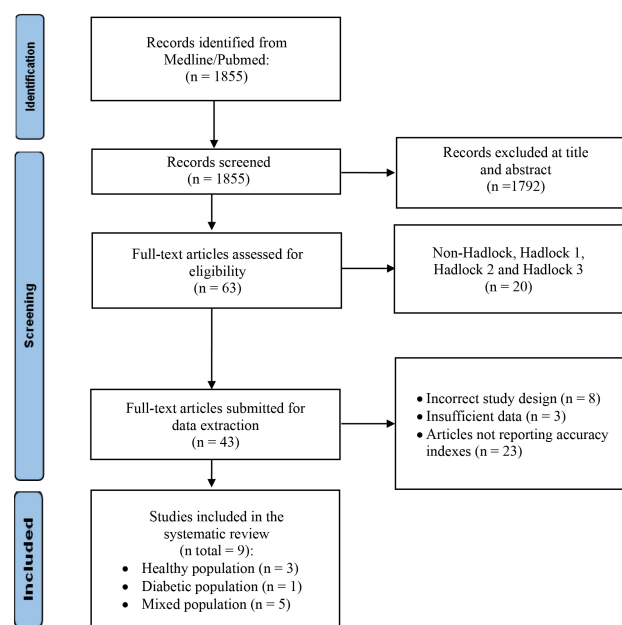 Identification
Records identified from
Medline/Pubmed:
(n = 1855)
Screening
Records screened
(n = 1855)
Records excluded at title
and abstract
(n =1792)
Full-text articles assessed for
eligibility
(n = 63)
Non-Hadlock, Hadlock 1,
Hadlock 2 and Hadlock 3
(n = 20)
Full-text articles submitted for
data extraction
(n = 43)
• Incorrect study design (n = 8)
• Insufficient data (n = 3)
• Articles not reporting accuracy
indexes (n = 23)
Included
Studies included in the
systematic review
(n total = 9):
• Healthy population (n = 3)
• Diabetic population (n = 1)
• Mixed population (n = 5)